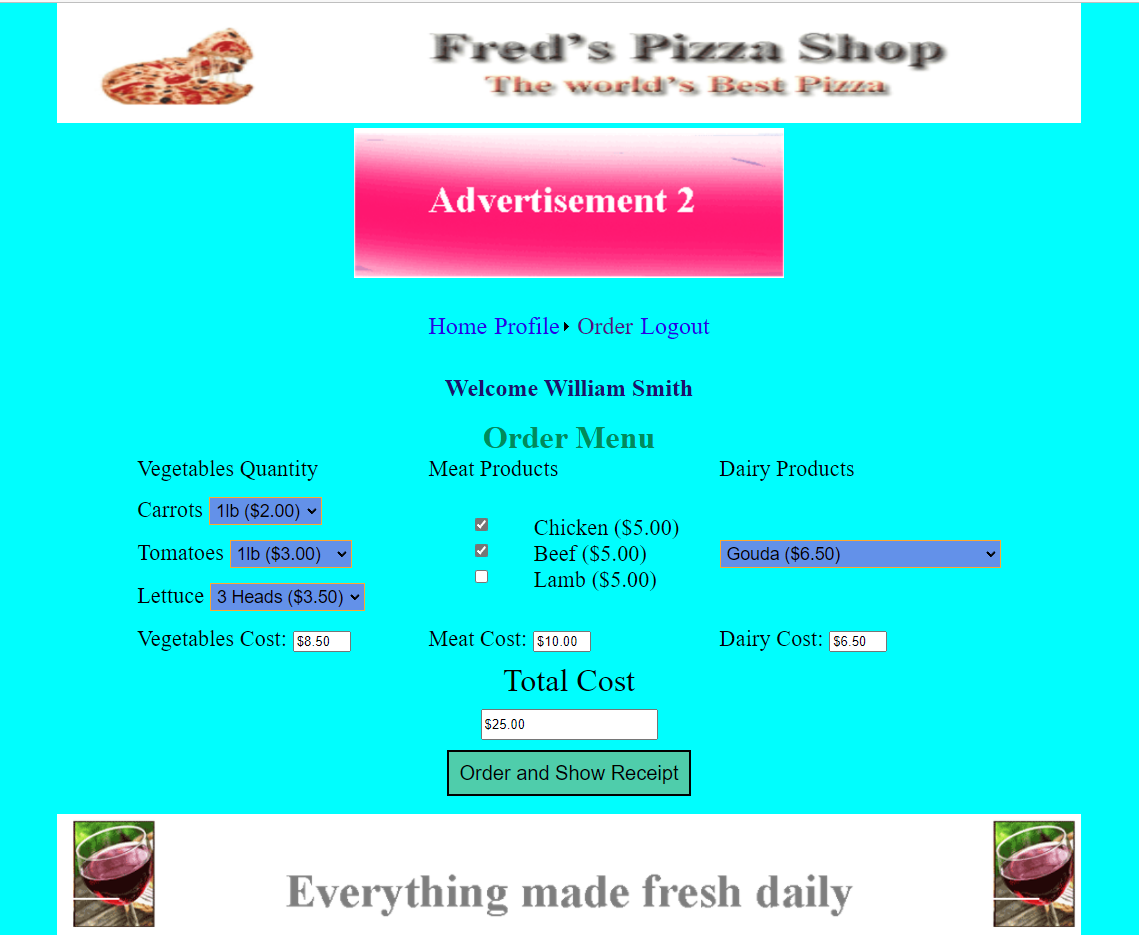 Fred's Pizza Shop
The world's Best Pizza
Advertisement 2
Home Profile Order Logout
Welcome William Smith
Order Menu
Vegetables Quantity Meat Products Dairy Products
Carrots 1lb ($2.00)
Chicken ($5.00)
Tomatoes 1lb ($3.00) Beef ($5.00) Gouda ($6.50)
Lamb ($5.00)
Lettuce 3 Heads ($3.50)
Vegetables Cost: $8.50 Meat Cost: $10.00 Dairy Cost: $6.50
Total Cost
$25.00
Order and Show Receipt
Everything made fresh daily